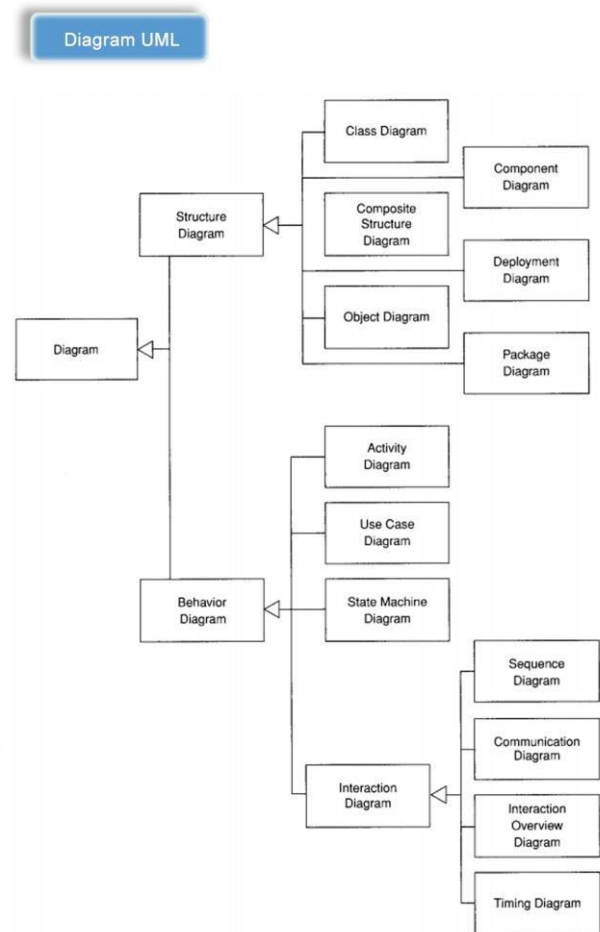 Diagram UML
Class Diagram
Component
Diagram
Structure
Diagram
Composite
Structure
Diagram
Deployment
Diagram
Object Diagram
Diagram
Package
Diagram
Activity
Diagram
Use Case
Diagram
Behavior
Diagram
State Machine
Diagram
Sequence
Diagram
Communication
Diagram
Interaction
Diagram
Interaction
Overview
Diagram
Timing Diagram